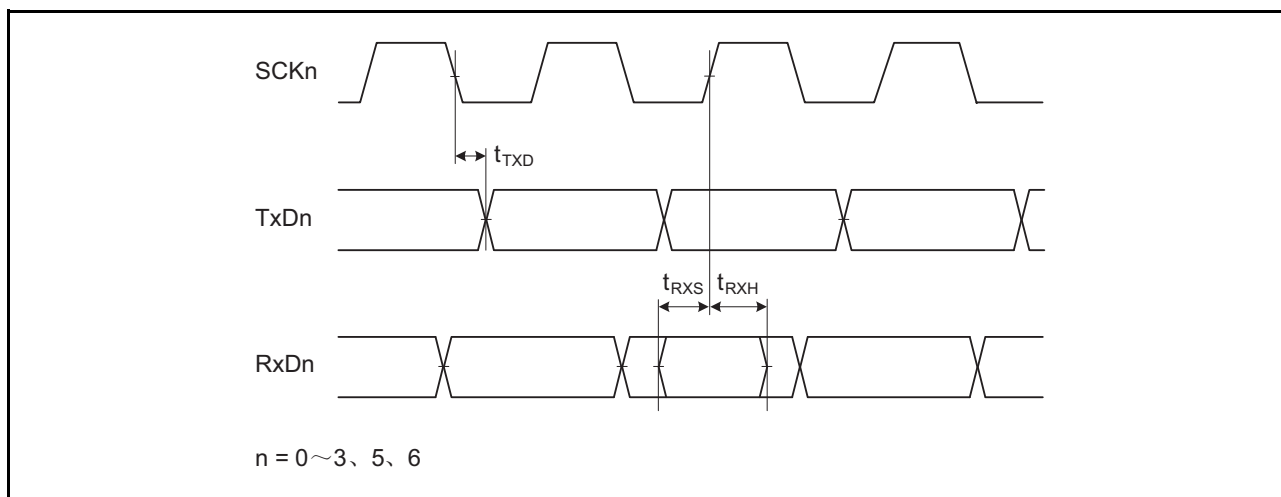 SCKn
tTXD
TxDn
tRXS tRXH
RxDn
n = 0～3、5、6